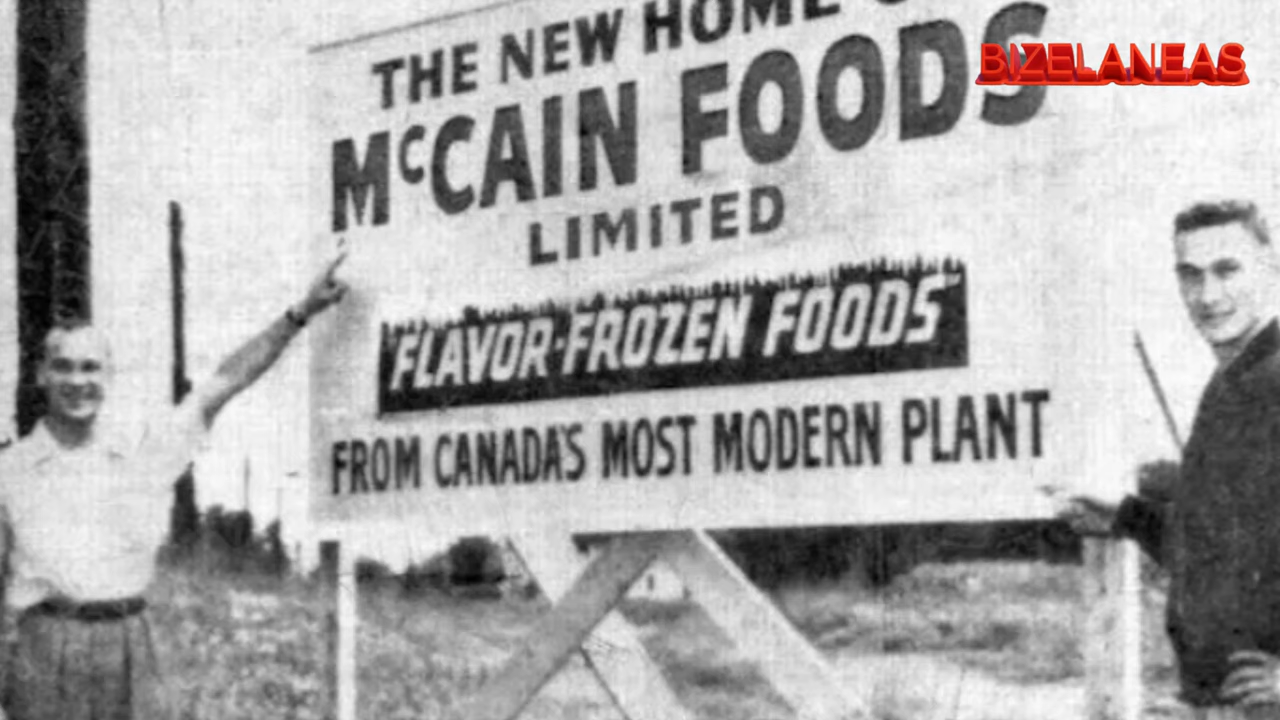 THE NEW HOME
McCAIN FOODS
LIMITED
"FLAVOR-FROZEN FOODS"
FROM CANADA'S MOST MODERN PLANT
BIZELANEAS